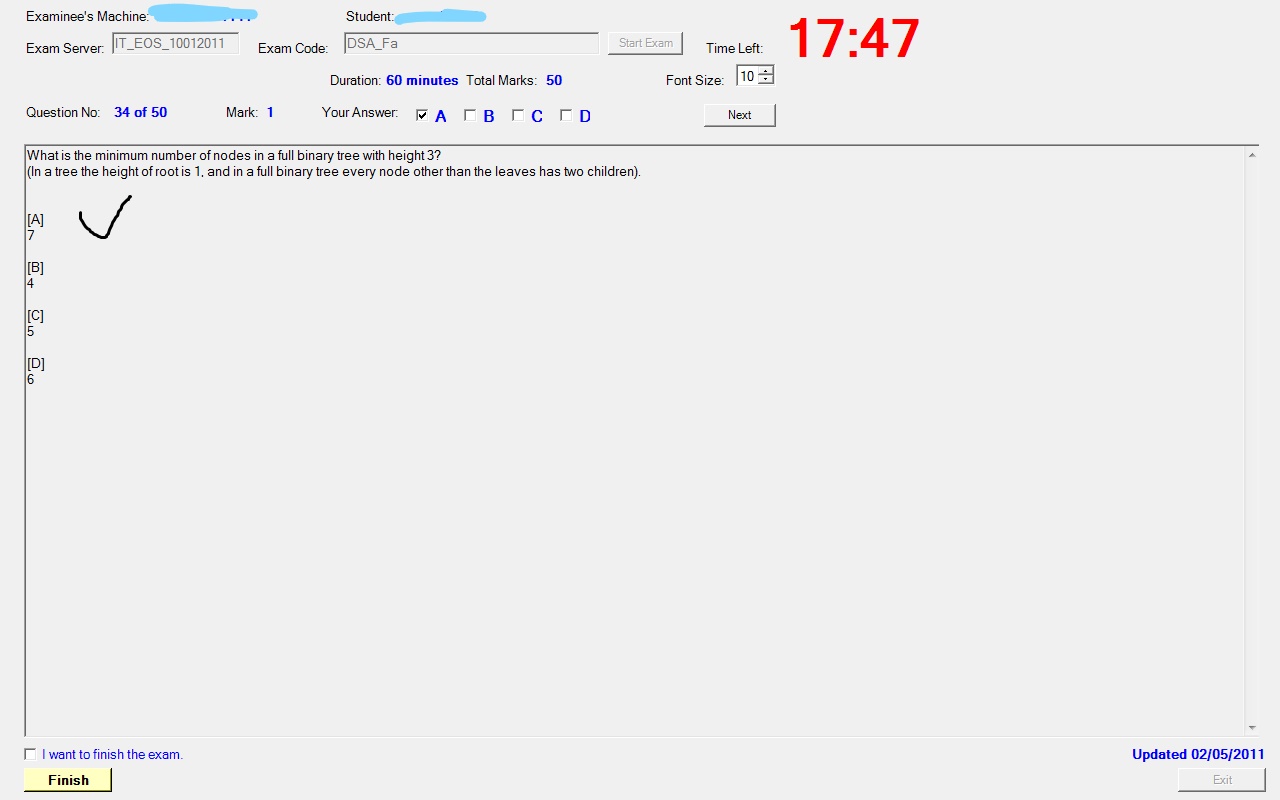 Examinee's Machine: Student:
Exam Server: IT_EOS_10012011 Exam Code: DSA_Fa Start Exam Time Left: 17:47
Duration: 60 minutes Total Marks: 50 Font Size: 10
Question No: 34 of 50 Mark: 1 Your Answer: A B C D Next
What is the minimum number of nodes in a full binary tree with height 3?
(In a tree the height of root is 1, and in a full binary tree every node other than the leaves has two children).
[A]
7
[B]
4
[C]
5
[D]
6
I want to finish the exam. Updated 02/05/2011
Finish Exit